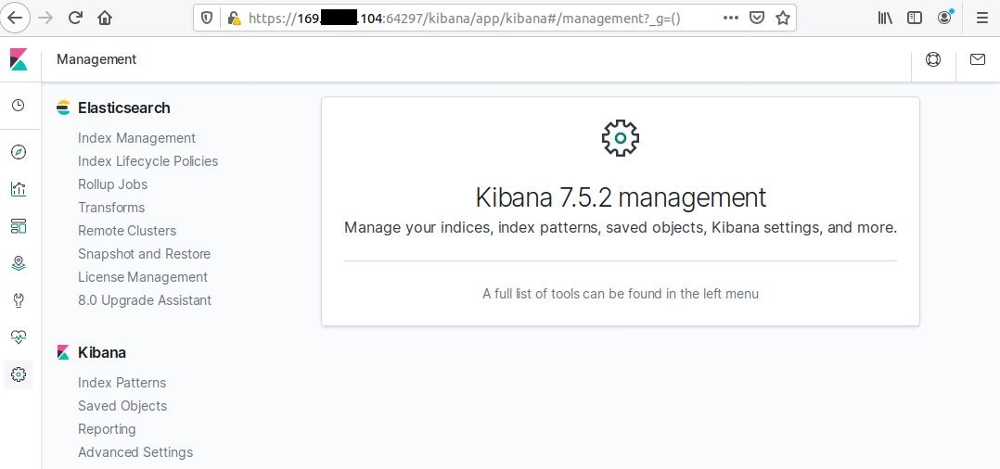 https://169. .104:64297/kibana/app/kibana#/management?_g=()
Management
Elasticsearch
Index Management
Index Lifecycle Policies
Rollup Jobs
Transforms
Remote Clusters
Snapshot and Restore
License Management
8.0 Upgrade Assistant
Kibana
Index Patterns
Saved Objects
Reporting
Advanced Settings
Kibana 7.5.2 management
Manage your indices, index patterns, saved objects, Kibana settings, and more.
A full list of tools can be found in the left menu